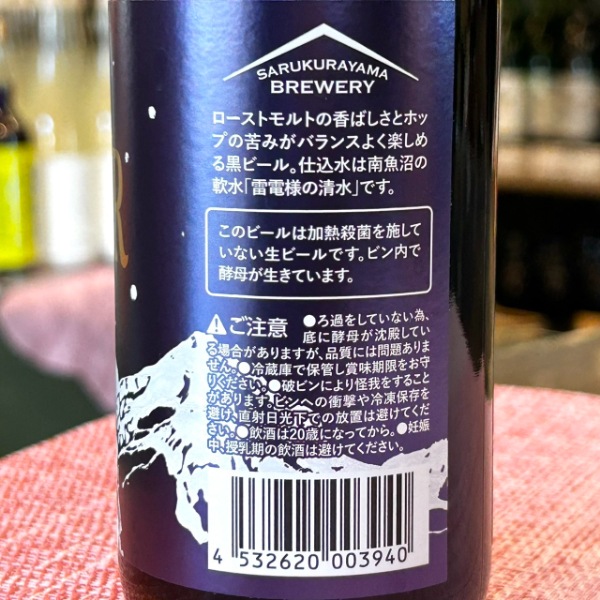 SARUKURAYAMA
BREWERY
ローストモルトの香ばしさとホッ
プの苦みがバランスよく楽しめ
る黒ビール。仕込水は南魚沼の
軟水「雷電様の清水」です。
このビールは加熱殺菌を施して
いない生ビールです。ビン内で
酵母が生きています。
ご注意 ●ろ過をしていない為、
底に酵母が沈殿してい
る場合がありますが、品質には問題ありま
せん。●冷蔵庫で保管し賞味期限をお守
りください。●破ビンにより怪我をすること
があります。ビンへの衝撃や冷凍保存を
避け、直射日光下での放置は避けてくだ
さい。●飲酒は20歳になってから。●妊娠
中、授乳期の飲酒は避けてください。
4 532620 003940
R